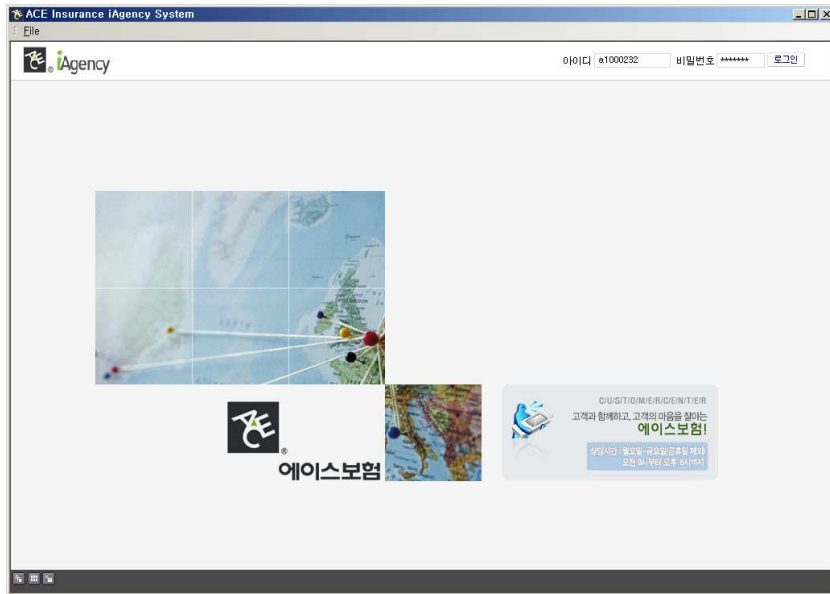 ACE Insurance iAgency System
File
ACE® iAgency
아이디 a1000232 비밀번호 ******* 로그인
ACE®
에이스보험
C/U/S/T/O/M/E/R/C/E/N/T/E/R
고객과 함께하고, 고객의 마음을 잘아는
에이스보험!
상담시간 : 월요일~금요일(공휴일 제외)
오전 9시부터 오후 6시까지